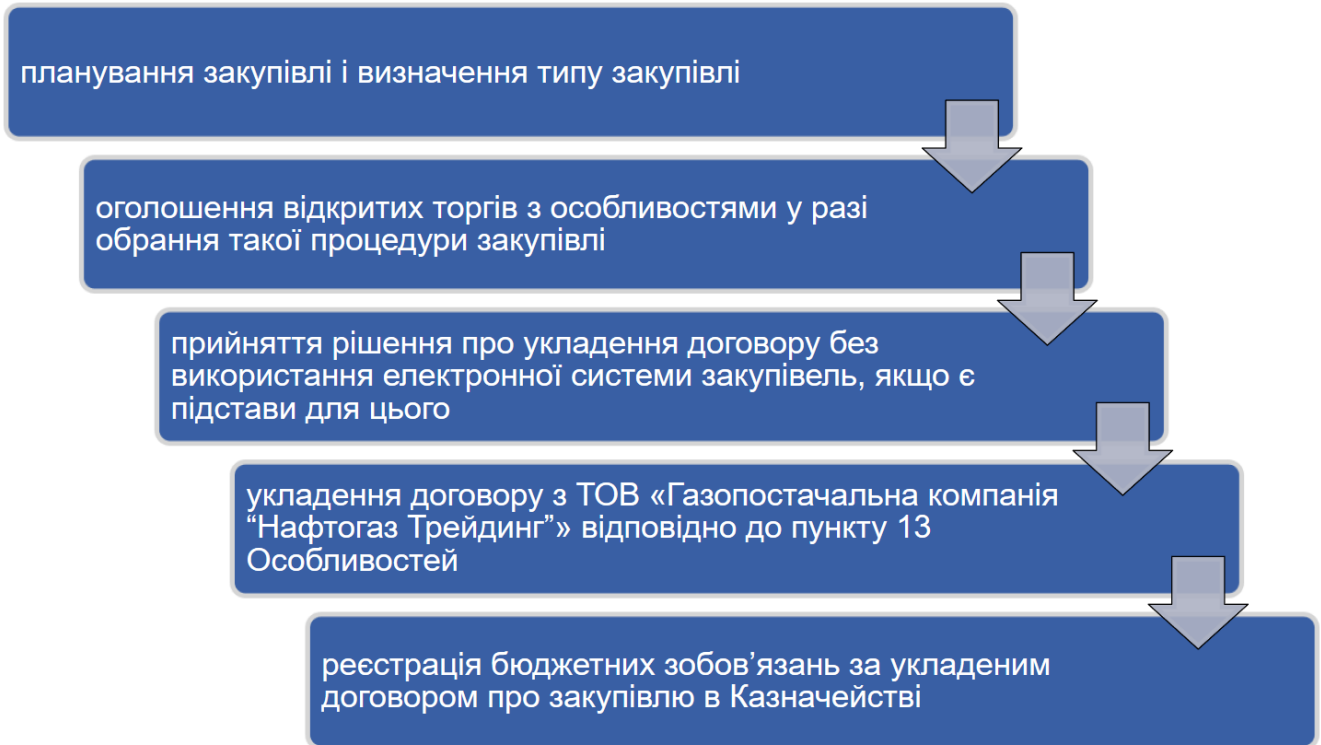 планування закупівлі і визначення типу закупівлі
оголошення відкритих торгів з особливостями у разі
обрання такої процедури закупівлі
прийняття рішення про укладення договору без
використання електронної системи закупівель, якщо є
підстави для цього
укладення договору з ТОВ «Газопостачальна компанія
“Нафтогаз Трейдинг”» відповідно до пункту 13
Особливостей
реєстрація бюджетних зобов’язань за укладеним
договором про закупівлю в Казначействі